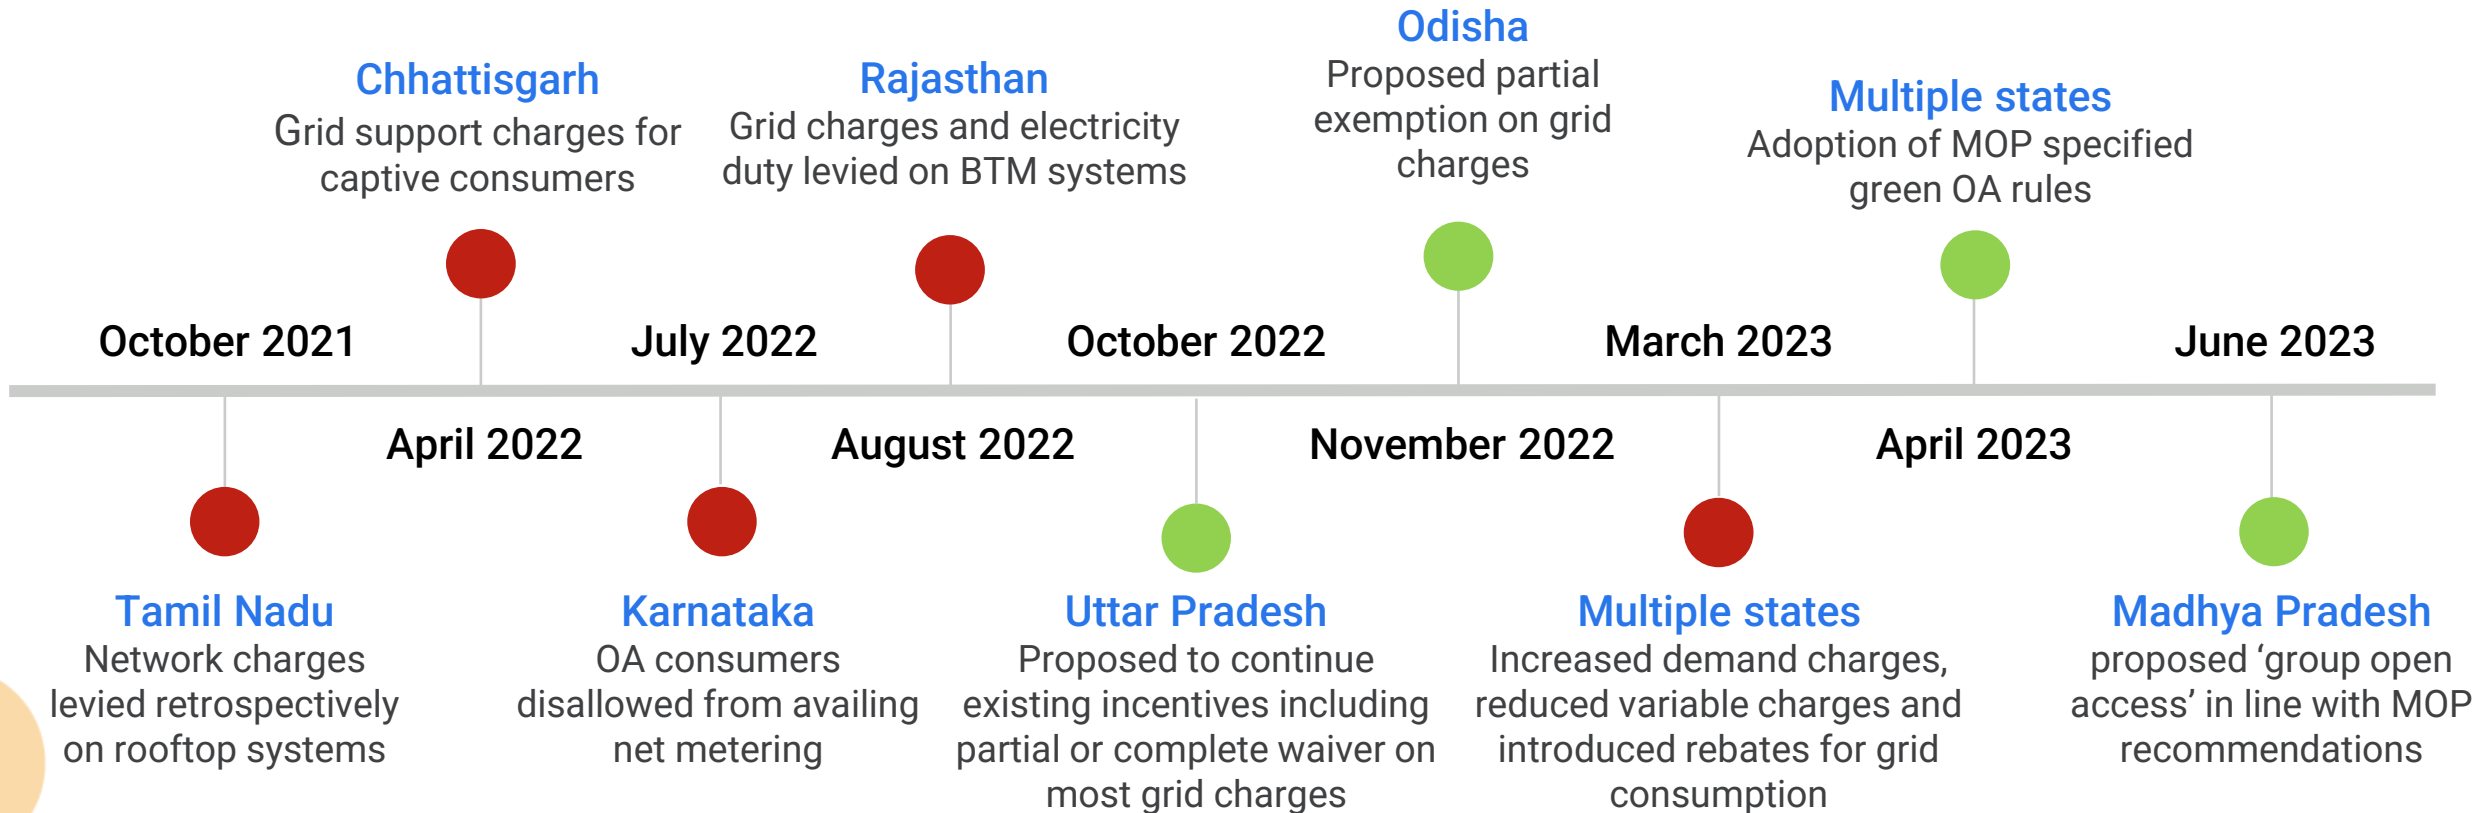 Odisha
Proposed partial
exemption on grid
charges
Chhattisgarh
Grid support charges for
captive consumers
Rajasthan
Grid charges and electricity
duty levied on BTM systems
Multiple states
Adoption of MOP specified
green OA rules
October 2021
July 2022
October 2022
March 2023
June 2023
April 2022
August 2022
November 2022
April 2023
Tamil Nadu
Network charges
levied retrospectively
on rooftop systems
Karnataka
OA consumers
disallowed from availing
net metering
Uttar Pradesh
Proposed to continue
existing incentives including
partial or complete waiver on
most grid charges
Multiple states
Increased demand charges,
reduced variable charges and
introduced rebates for grid
consumption
Madhya Pradesh
proposed ‘group open
access’ in line with MOP
recommendations